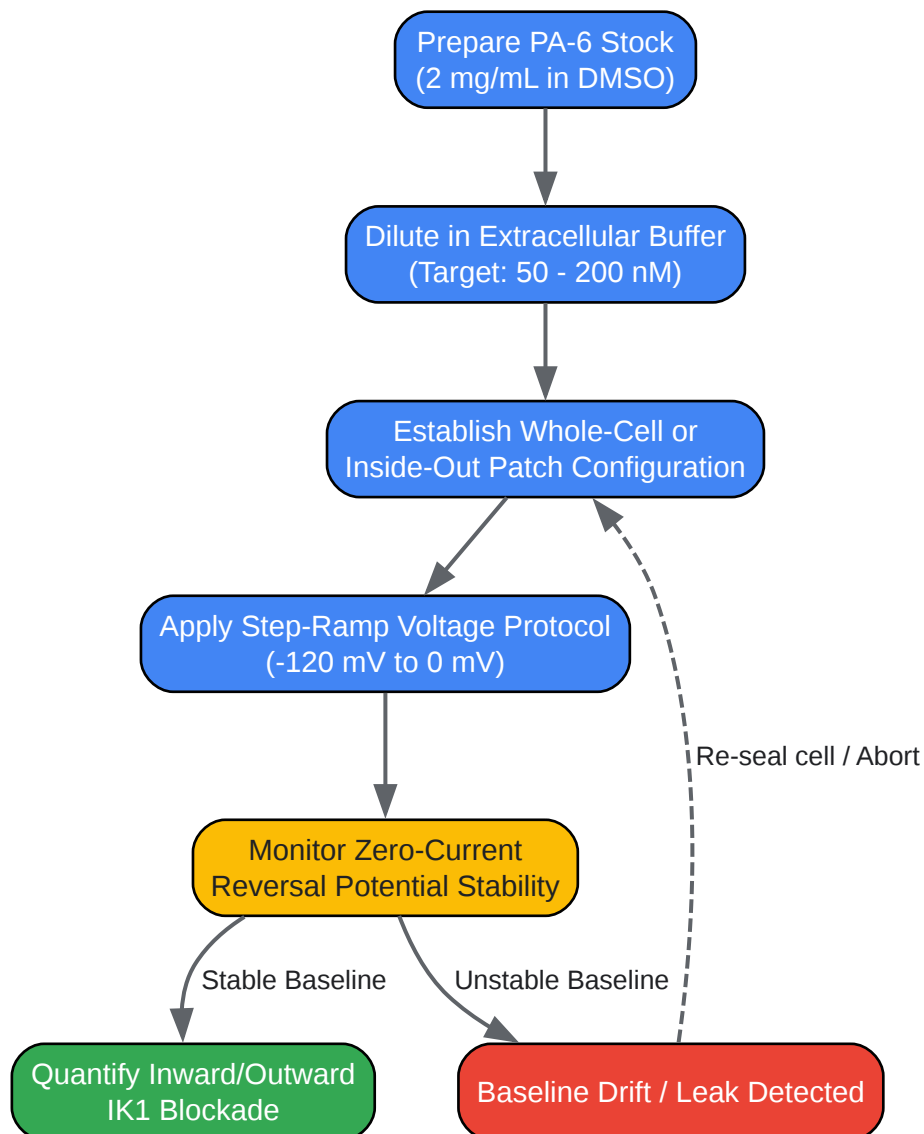 Prepare PA-6 Stock
(2 mg/mL in DMSO)
Dilute in Extracellular Buffer
(Target: 50 - 200 nM)
Establish Whole-Cell or
Inside-Out Patch Configuration
Apply Step-Ramp Voltage Protocol
(-120 mV to 0 mV)
Re-seal cell / Abort
Monitor Zero-Current
Reversal Potential Stability
Stable Baseline
Unstable Baseline
Quantify Inward/Outward
IK1 Blockade
Baseline Drift / Leak Detected